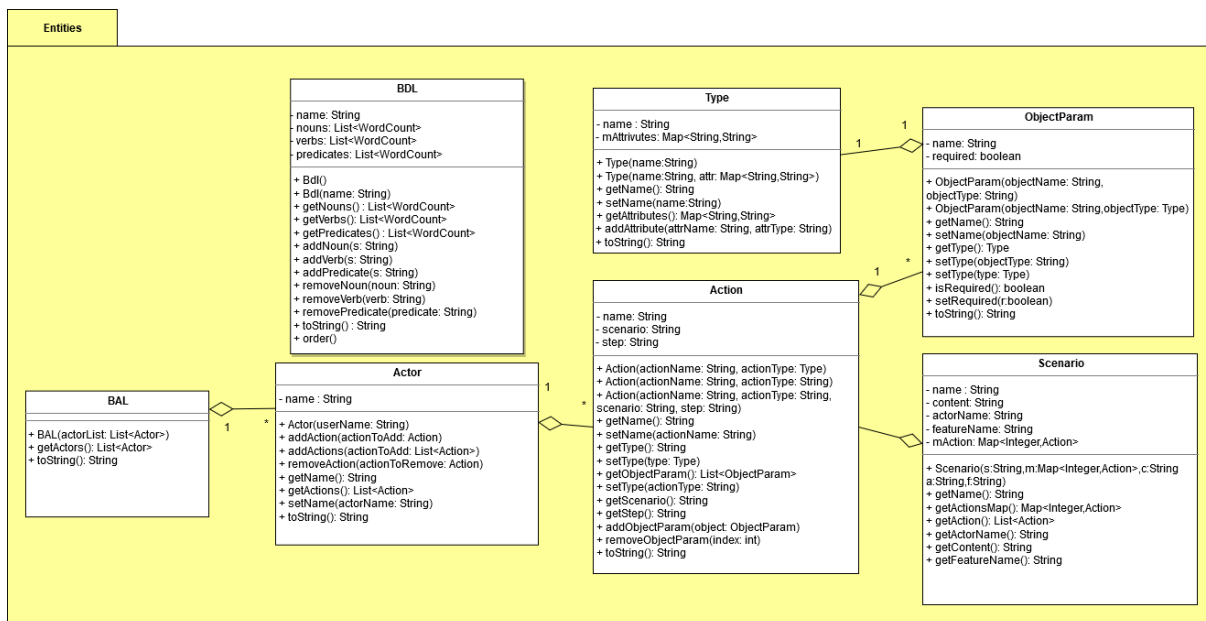 Entities
BDL
- name: String
- nouns: List<WordCount>
- verbs: List<WordCount>
- predicates: List<WordCount>
+ Bdl()
+ Bdl(name: String)
+ getNouns() : List<WordCount>
+ getVerbs(): List<WordCount>
+ getPredicates() : List<WordCount>
+ addNoun(s: String)
+ addVerb(s: String)
+ addPredicate(s: String)
+ removeNoun(noun: String)
+ removeVerb(verb: String)
+ removePredicate(predicate: String)
+ toString() : String
+ order()
Type
- name : String
- mAttrivutes: Map<String,String>
+ Type(name:String)
+ Type(name:String, attr: Map<String,String>)
+ getName(): String
+ setName(name:String)
+ getAttributes(): Map<String,String>
+ addAttribute(attrName: String, attrType: String)
+ toString(): String
1
1
ObjectParam
- name: String
- required: boolean
+ ObjectParam(objectName: String,
objectType: String)
+ ObjectParam(objectName: String,objectType: Type)
+ getName(): String
+ setName(objectName: String)
+ getType(): Type
+ setType(objectType: String)
+ setType(type: Type)
+ isRequired(): boolean
+ setRequired(r:boolean)
+ toString(): String
1
*
BAL
+ BAL(actorList: List<Actor>)
+ getActors(): List<Actor>
+ toString(): String
1
*
Actor
- name : String
+ Actor(userName: String)
+ addAction(actionToAdd: Action)
+ addActions(actionToAdd: List<Action>)
+ removeAction(actionToRemove: Action)
+ getName(): String
+ getActions(): List<Action>
+ setName(actorName: String)
+ toString(): String
1
*
Action
- name: String
- scenario: String
- step: String
+ Action(actionName: String, actionType: Type)
+ Action(actionName: String, actionType: String)
+ Action(actionName: String, actionType: String,
scenario: String, step: String)
+ getName(): String
+ setName(actionName: String)
+ getType(): String
+ setType(type: Type)
+ getObjectParam(): List<ObjectParam>
+ setType(actionType: String)
+ getScenario(): String
+ getStep(): String
+ addObjectParam(object: ObjectParam)
+ removeObjectParam(index: int)
+ toString(): String
Scenario
- name : String
- content: String
- actorName: String
- featureName: String
- mAction: Map<Integer,Action>
+ Scenario(s:String,m:Map<Integer,Action>,c:String
a:String,f:String)
+ getName(): String
+ getActionsMap(): Map<Integer,Action>
+ getAction(): List<Action>
+ getActorName(): String
+ getContent(): String
+ getFeatureName(): String